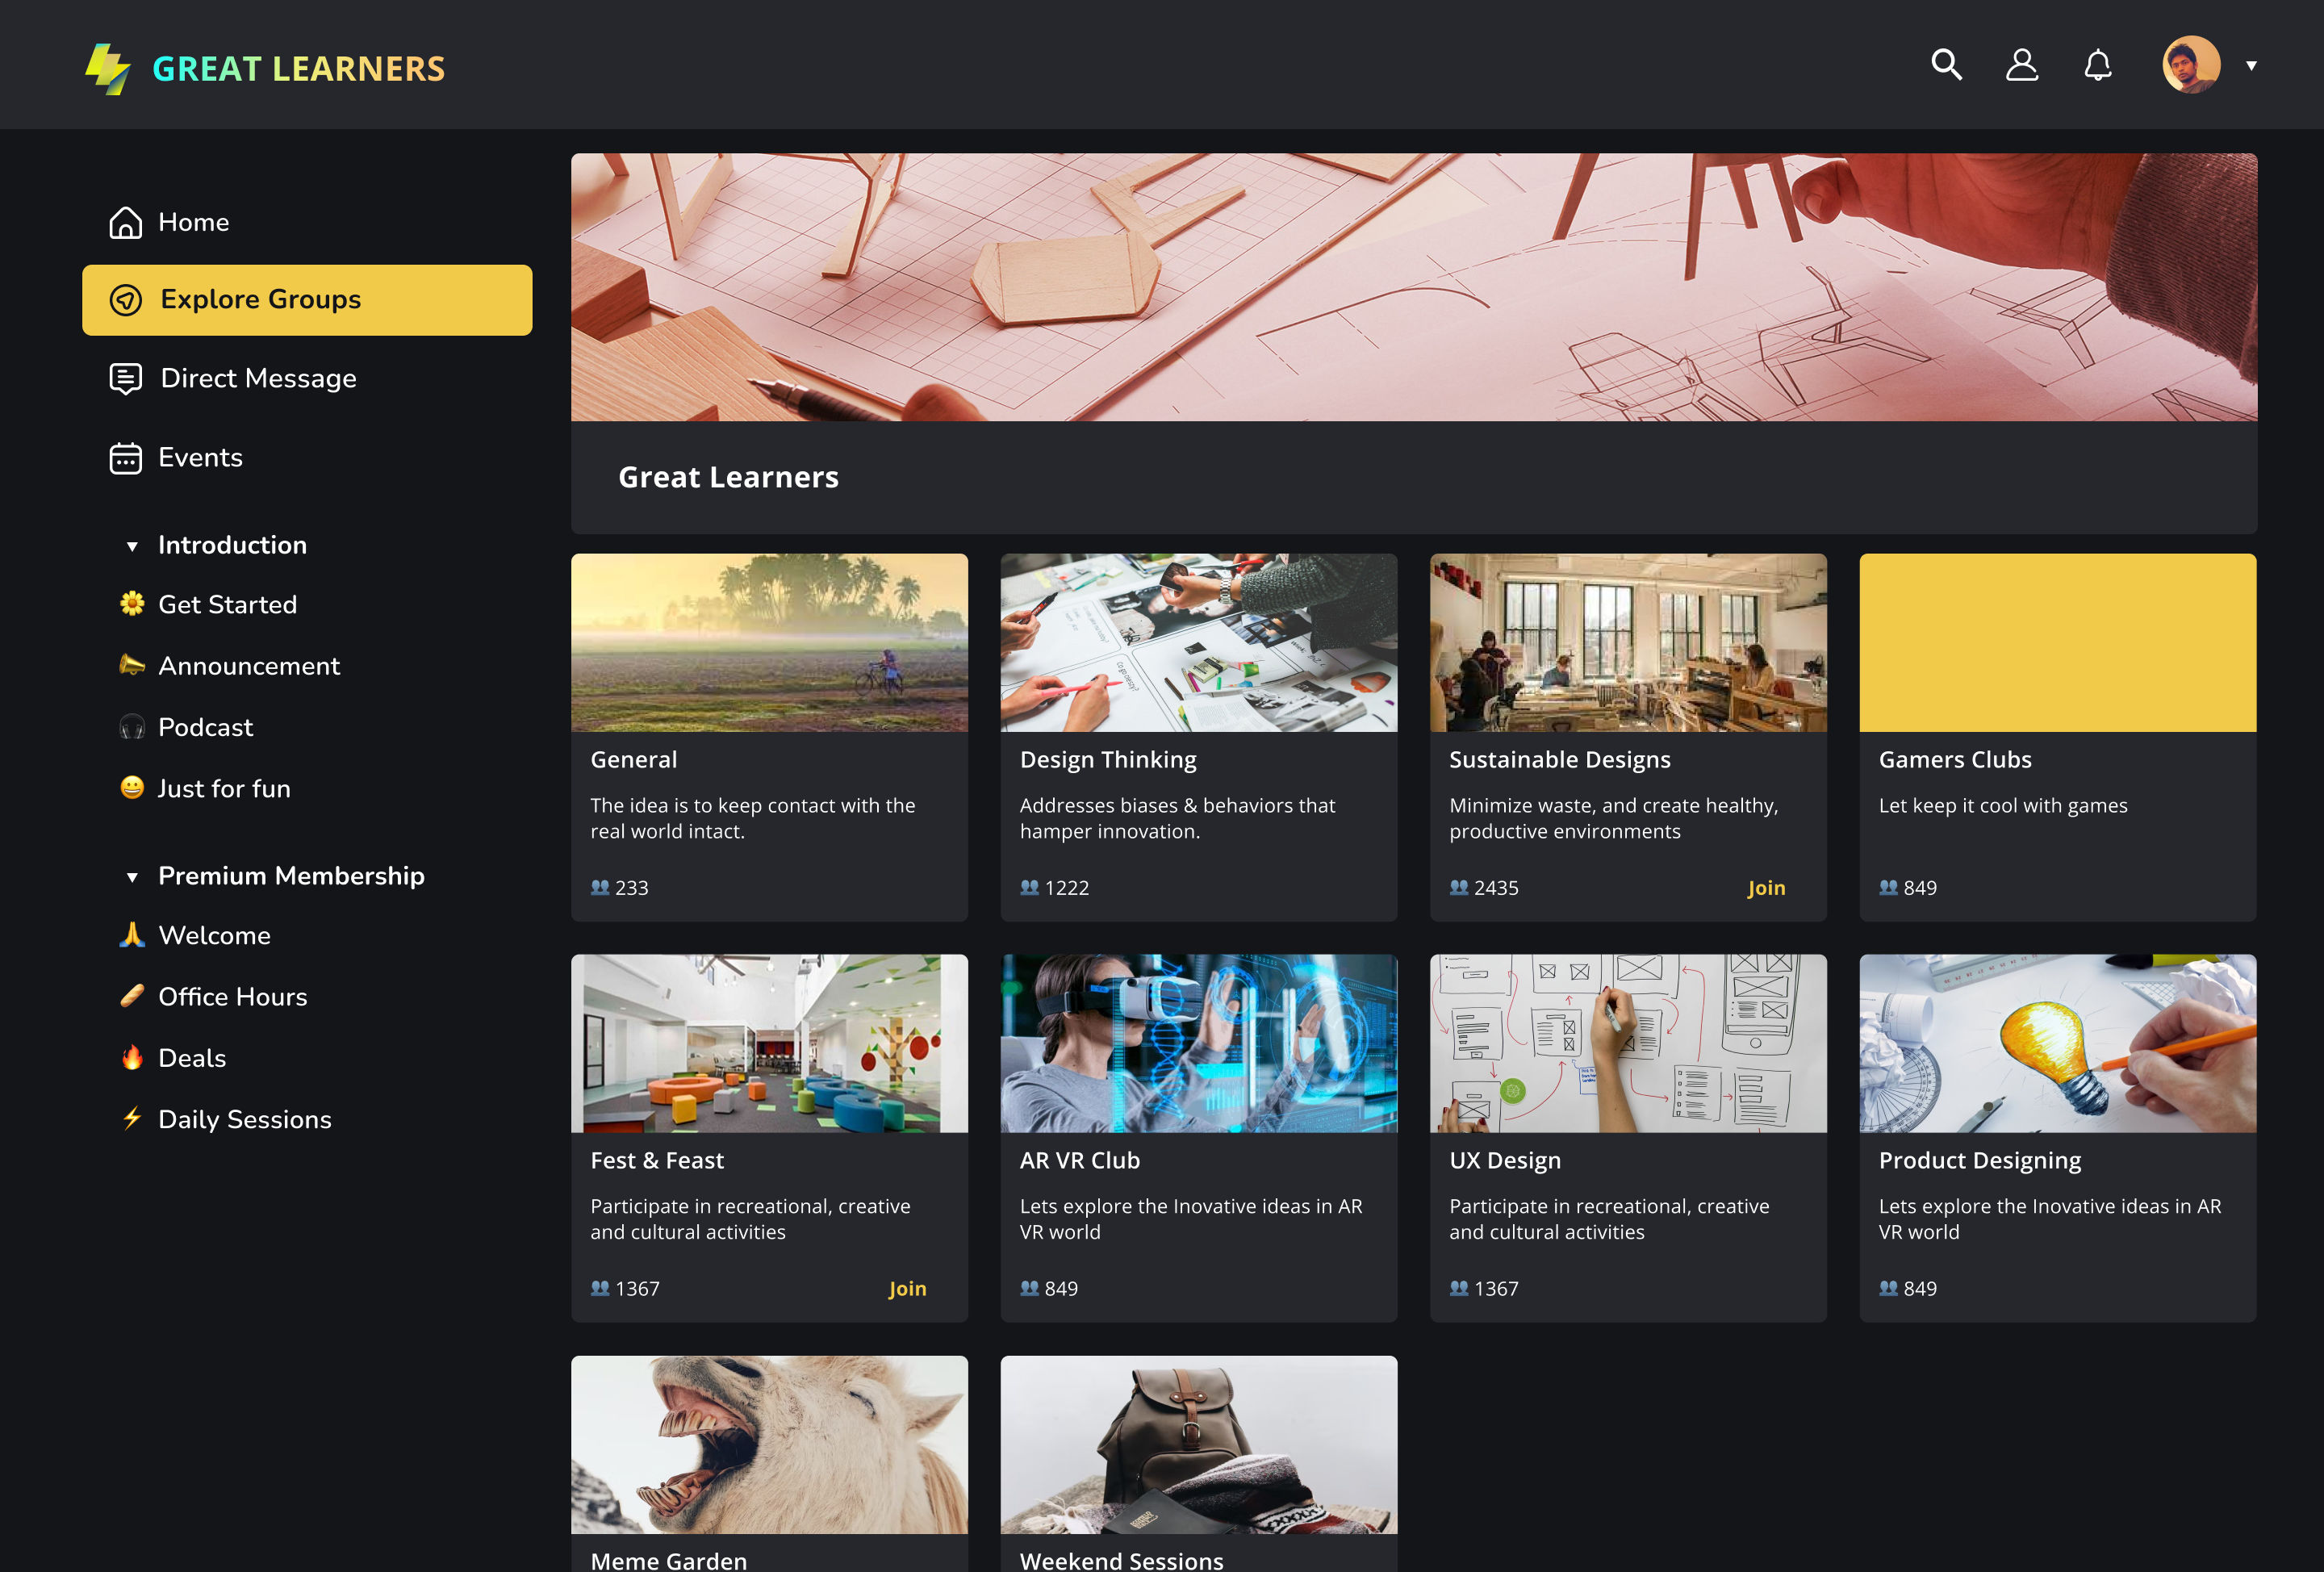 GREAT LEARNERS
Home
Explore Groups
Direct Message
Events
Introduction
Get Started
Announcement
Podcast
Just for fun
Premium Membership
Welcome
Office Hours
Deals
Daily Sessions
Great Learners
General
The idea is to keep contact with the
real world intact.
233
Design Thinking
Addresses biases & behaviors that
hamper innovation.
1222
Sustainable Designs
Minimize waste, and create healthy,
productive environments
2435 Join
Gamers Clubs
Let keep it cool with games
849
Fest & Feast
Participate in recreational, creative
and cultural activities
1367 Join
AR VR Club
Lets explore the Inovative ideas in AR
VR world
849
UX Design
Participate in recreational, creative
and cultural activities
1367
Product Designing
Lets explore the Inovative ideas in AR
VR world
849
Meme Garden
Weekend Sessions